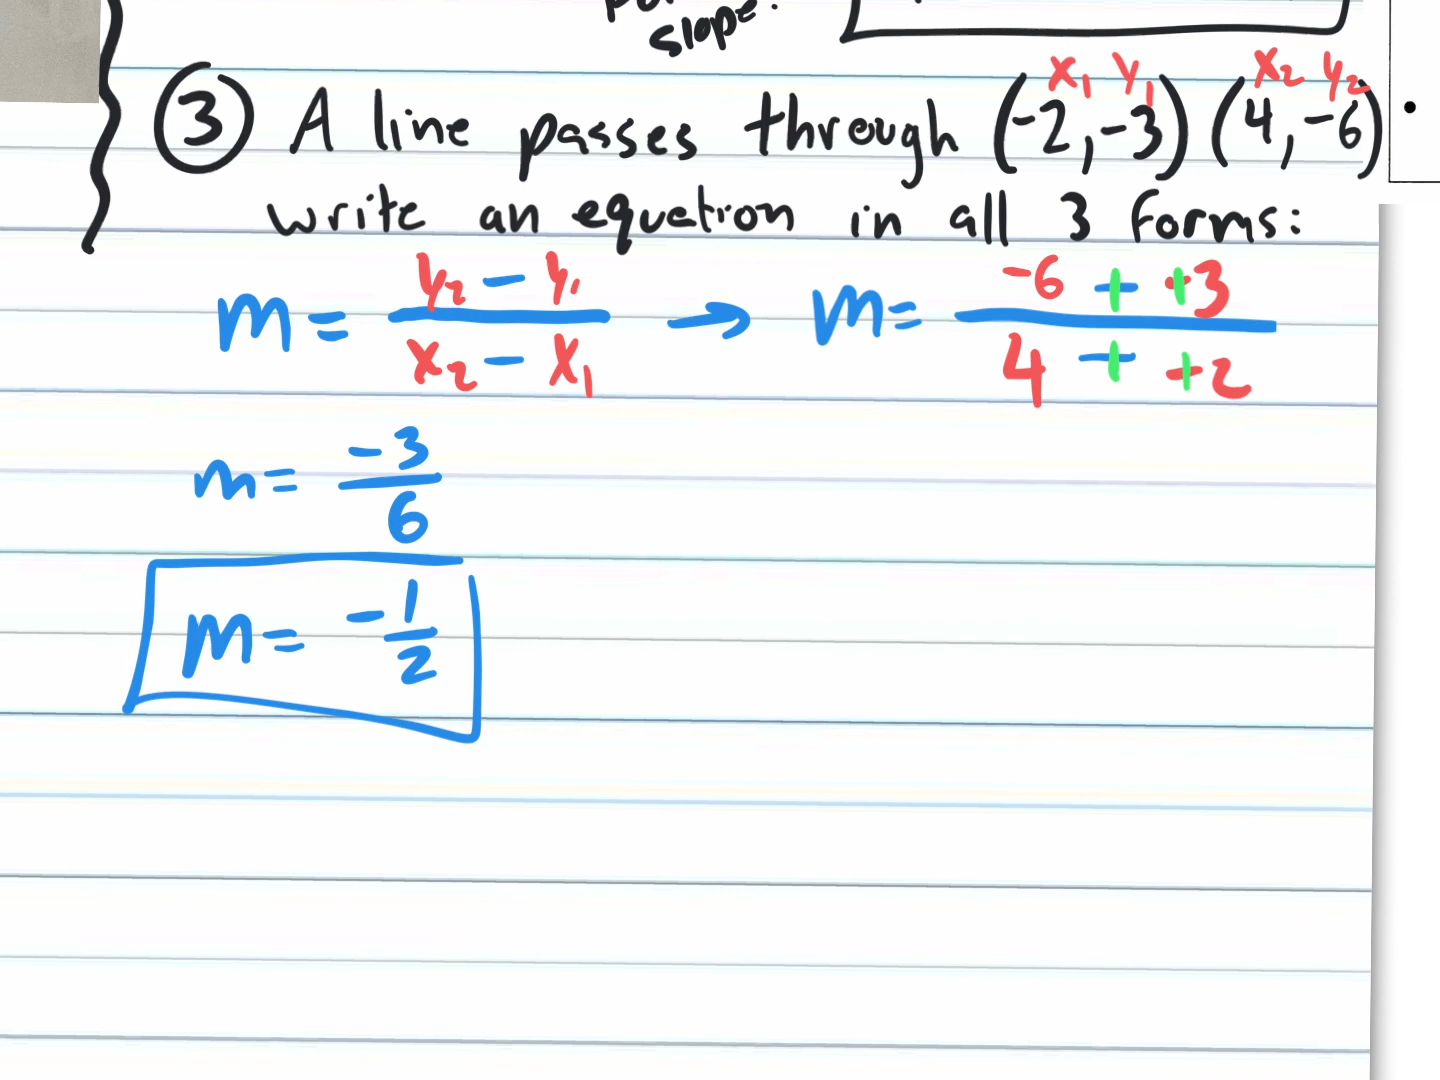 slope.
x₁ y₁ x₂ y₂
③ A line passes through (-2,-3) (4,-6).
write an equation in all 3 forms:
m = y₂ - y₁ / x₂ - x₁ → m = -6 + +3 / 4 + +2
m = -3/6
m = -1/2